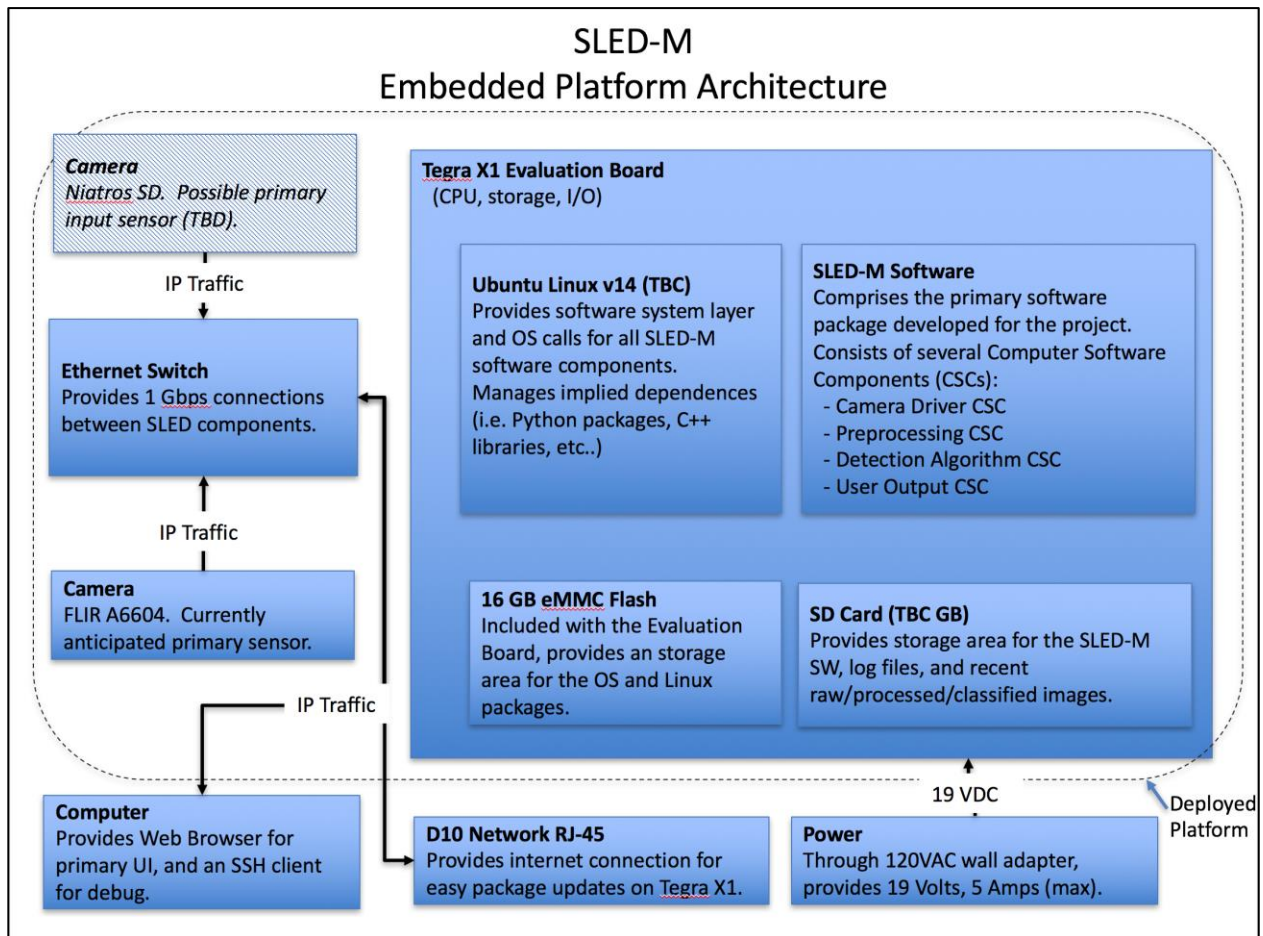 SLED-M
Embedded Platform Architecture
Camera
Niatros SD. Possible primary
input sensor (TBD).
IP Traffic
Ethernet Switch
Provides 1 Gbps connections
between SLED components.
IP Traffic
Camera
FLIR A6604. Currently
anticipated primary sensor.
IP Traffic
Computer
Provides Web Browser for
primary UI, and an SSH client
for debug.
Tegra X1 Evaluation Board
(CPU, storage, I/O)
Ubuntu Linux v14 (TBC)
Provides software system layer
and OS calls for all SLED-M
software components.
Manages implied dependences
(i.e. Python packages, C++
libraries, etc..)
SLED-M Software
Comprises the primary software
package developed for the project.
Consists of several Computer Software
Components (CSCs):
- Camera Driver CSC
- Preprocessing CSC
- Detection Algorithm CSC
- User Output CSC
16 GB eMMC Flash
Included with the Evaluation
Board, provides an storage
area for the OS and Linux
packages.
SD Card (TBC GB)
Provides storage area for the SLED-M
SW, log files, and recent
raw/processed/classified images.
19 VDC
Deployed
Platform
D10 Network RJ-45
Provides internet connection for
easy package updates on Tegra X1.
Power
Through 120VAC wall adapter,
provides 19 Volts, 5 Amps (max).